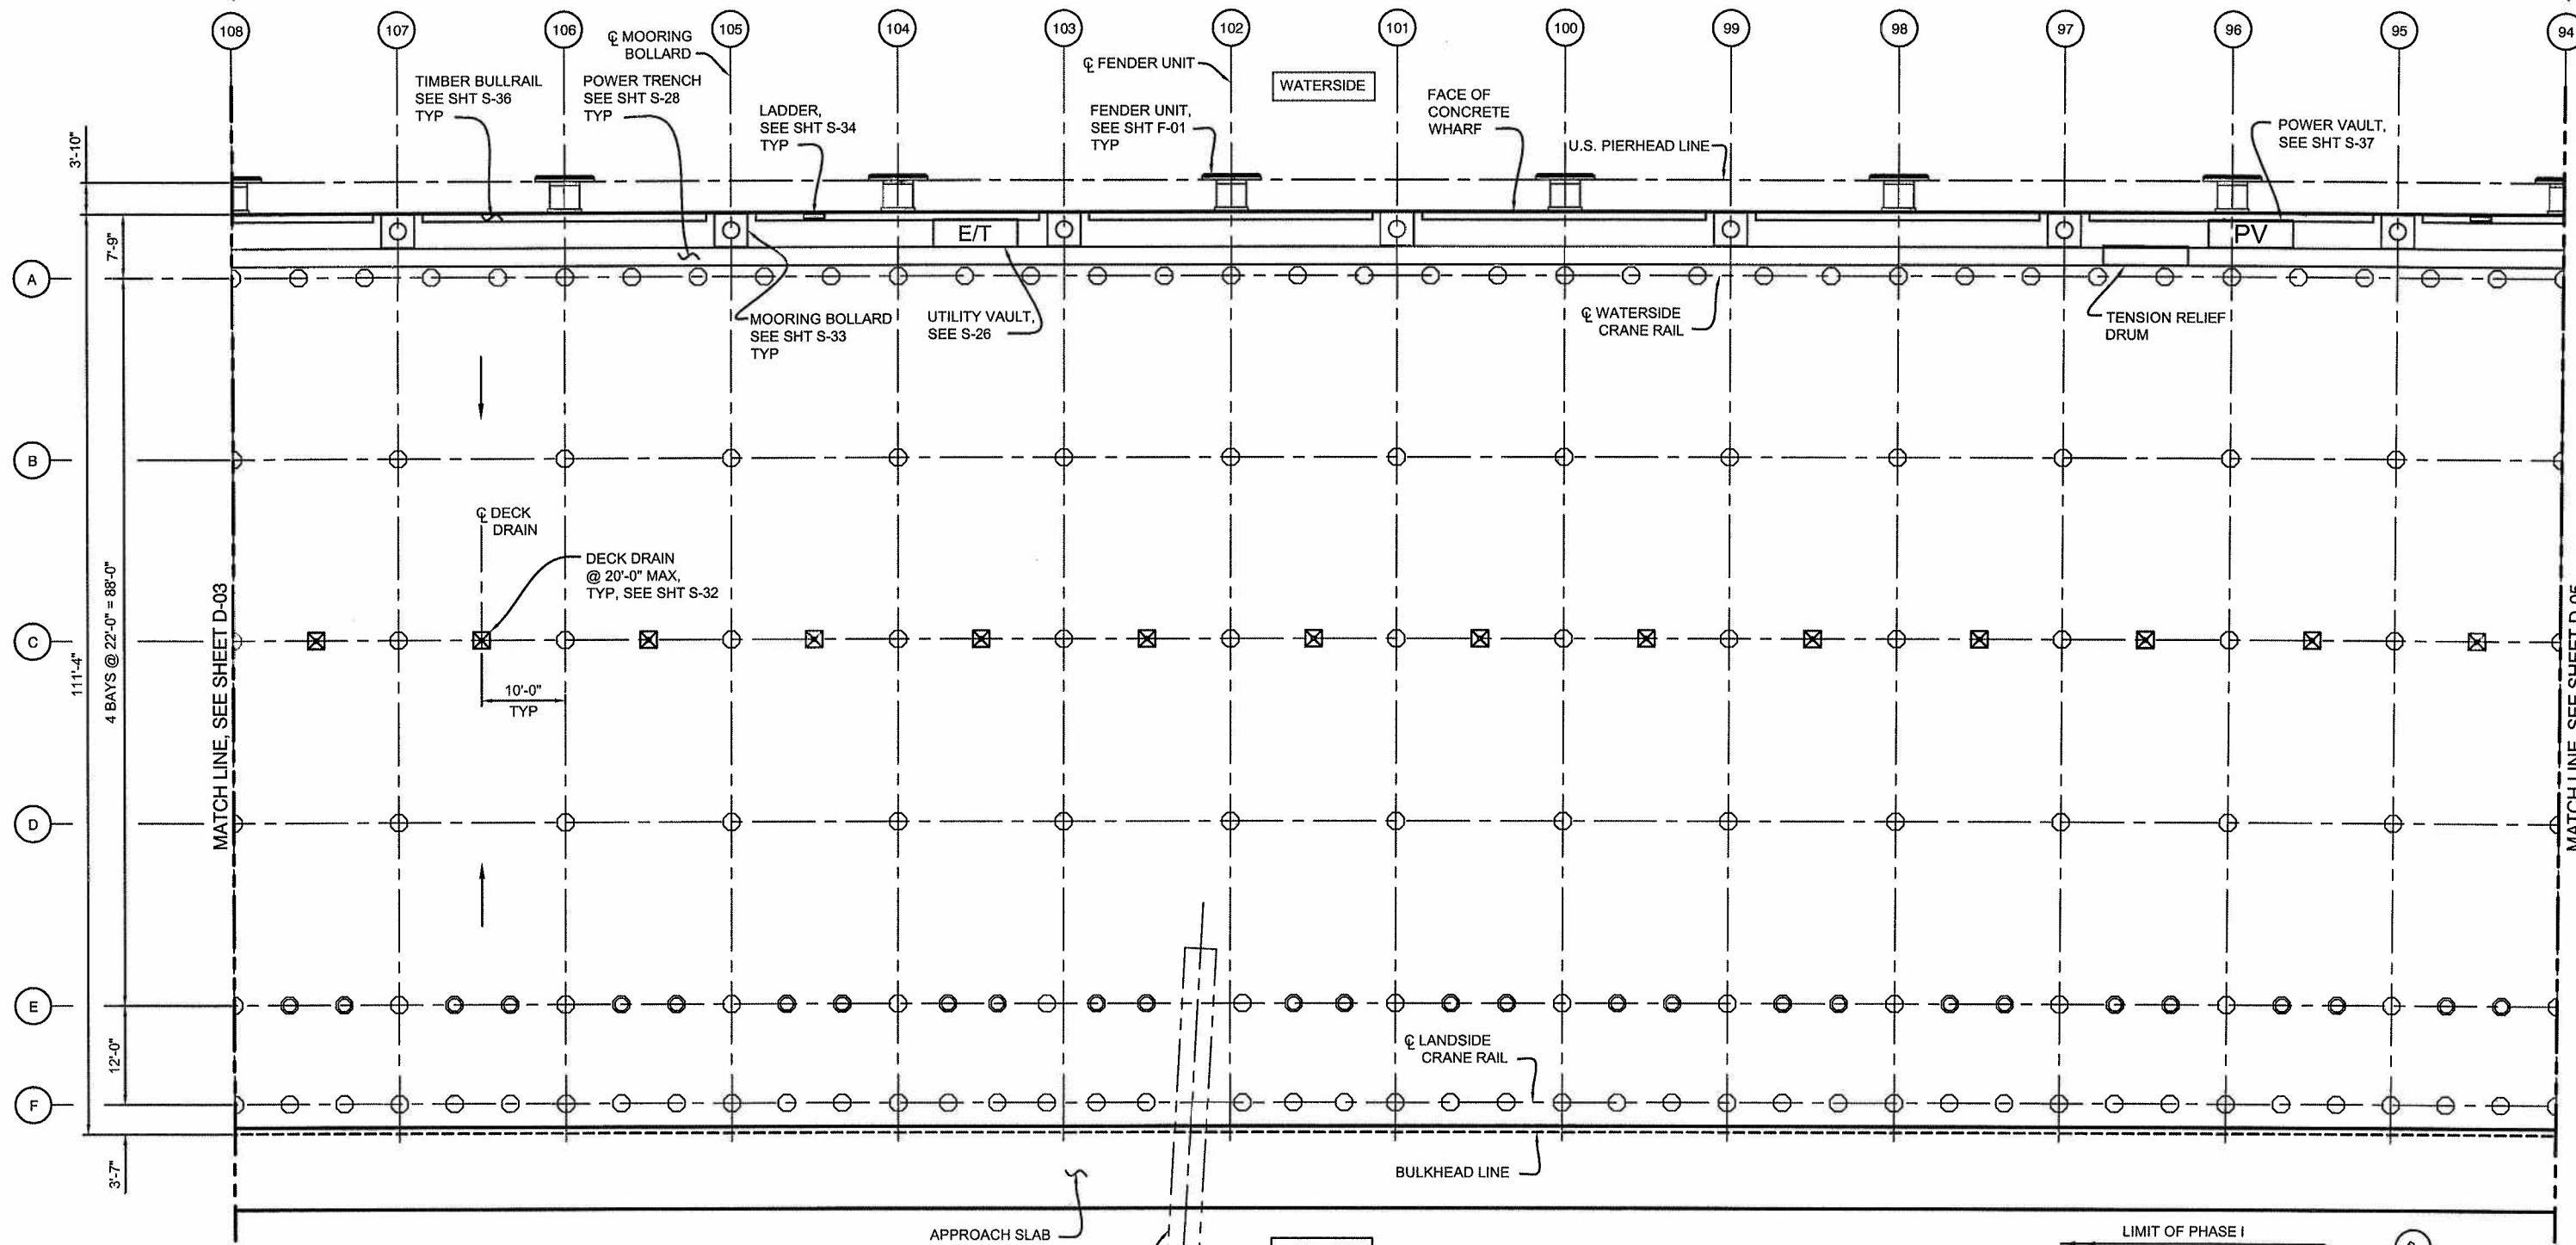 108
107
106
105
104
103
102
101
100
99
98
97
96
95
94
℄ MOORING
BOLLARD
℄ FENDER UNIT
WATERSIDE
TIMBER BULLRAIL
SEE SHT S-36
TYP
POWER TRENCH
SEE SHT S-28
TYP
LADDER,
SEE SHT S-34
TYP
FENDER UNIT,
SEE SHT F-01
TYP
FACE OF
CONCRETE
WHARF
U.S. PIERHEAD LINE
POWER VAULT,
SEE SHT S-37
3'-10"
7'-9"
E/T
PV
A
MOORING BOLLARD
SEE SHT S-33
TYP
UTILITY VAULT,
SEE S-26
℄ WATERSIDE
CRANE RAIL
TENSION RELIEF
DRUM
B
℄ DECK
DRAIN
DECK DRAIN
@ 20'-0" MAX,
TYP, SEE SHT S-32
C
10'-0"
TYP
111'-4"
4 BAYS @ 22'-0" = 88'-0"
MATCH LINE, SEE SHEET D-03
MATCH LINE, SEE SHEET D-05
D
E
12'-0"
℄ LANDSIDE
CRANE RAIL
F
3'-7"
BULKHEAD LINE
APPROACH SLAB
LIMIT OF PHASE I